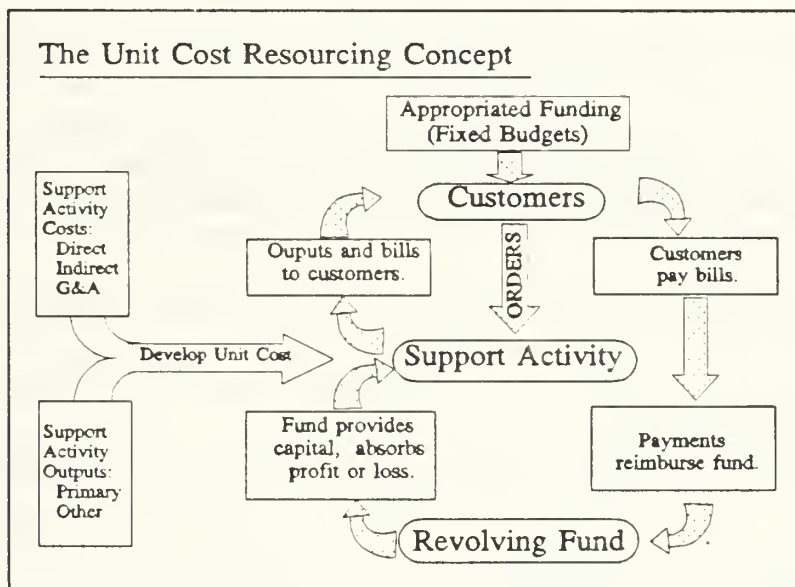 The Unit Cost Resourcing Concept
Appropriated Funding
(Fixed Budgets)
Customers
Support
Activity
Costs:
Direct
Indirect
G&A
Ouputs and bills
to customers.
ORDERS
Customers
pay bills.
Develop Unit Cost
Support Activity
Support
Activity
Outputs:
Primary
Other
Fund provides
capital, absorbs
profit or loss.
Payments
reimburse fund.
Revolving Fund